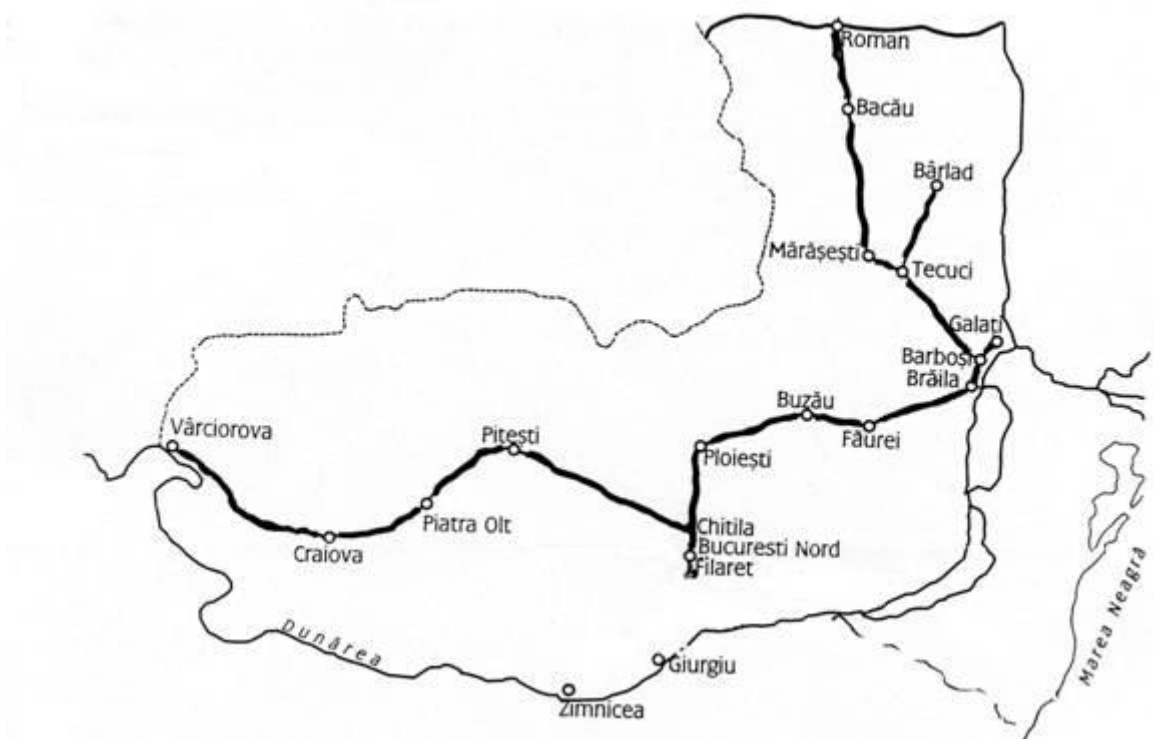 Roman
Bacău
Bârlad
Mărășești
Tecuci
Galați
Barboși
Brăila
Buzău
Făurei
Vârciorova
Pitești
Ploiești
Piatra Olt
Craiova
Chitila
Bucuresti Nord
Filaret
Dunărea
Giurgiu
Zimnicea
Marea Neagră